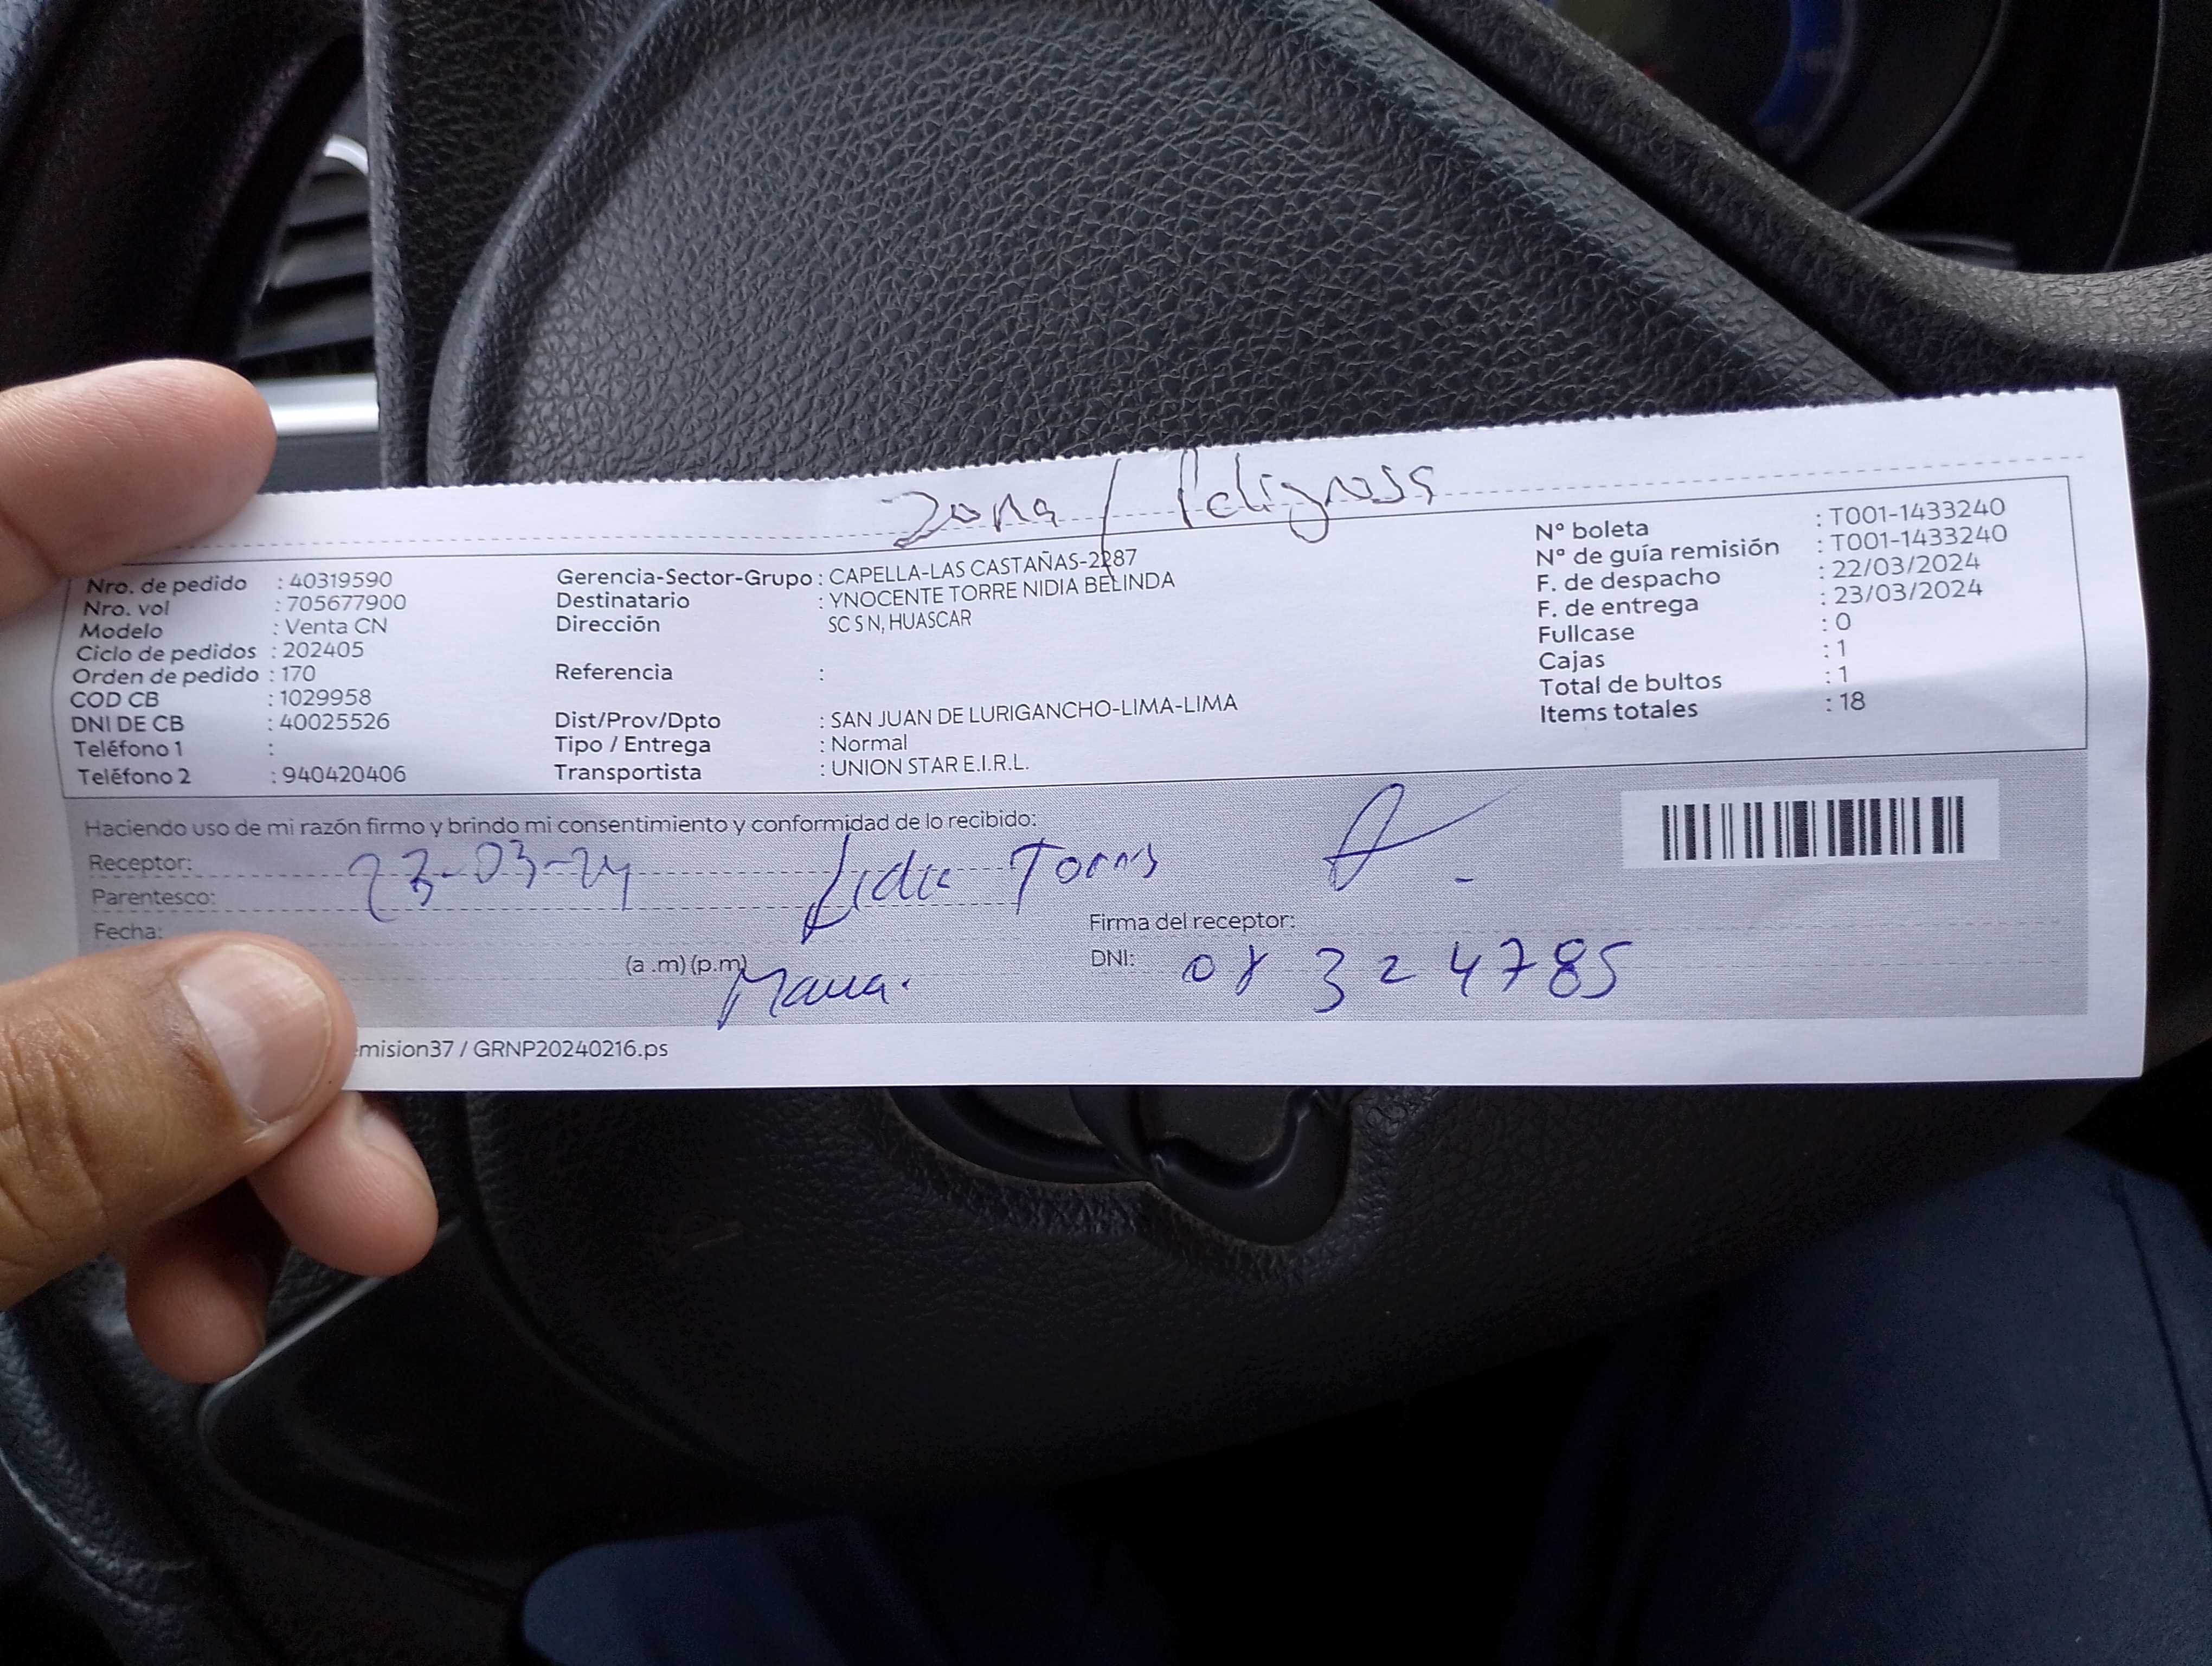 Zona / Peligrosa
Nro. de pedido : 40319590
Nro. vol : 705677900
Modelo : Venta CN
Ciclo de pedidos : 202405
Orden de pedido : 170
COD CB : 1029958
DNI DE CB : 40025526
Teléfono 1 :
Teléfono 2 : 940420406
Gerencia-Sector-Grupo : CAPELLA-LAS CASTAÑAS-2287
Destinatario : YNOCENTE TORRE NIDIA BELINDA
Dirección SC S N, HUASCAR
Referencia :
Dist/Prov/Dpto : SAN JUAN DE LURIGANCHO-LIMA-LIMA
Tipo / Entrega : Normal
Transportista : UNION STAR E.I.R.L.
N° boleta : T001-1433240
N° de guía remisión : T001-1433240
F. de despacho : 22/03/2024
F. de entrega : 23/03/2024
Fullcase : 0
Cajas : 1
Total de bultos : 1
Items totales : 18
Haciendo uso de mi razón firmo y brindo mi consentimiento y conformidad de lo recibido:
Receptor: 23-03-24 Torres
Parentesco:
Fecha:
Firma del receptor:
(a .m) (p.m)
DNI: 08324785
mision37 / GRNP20240216.ps